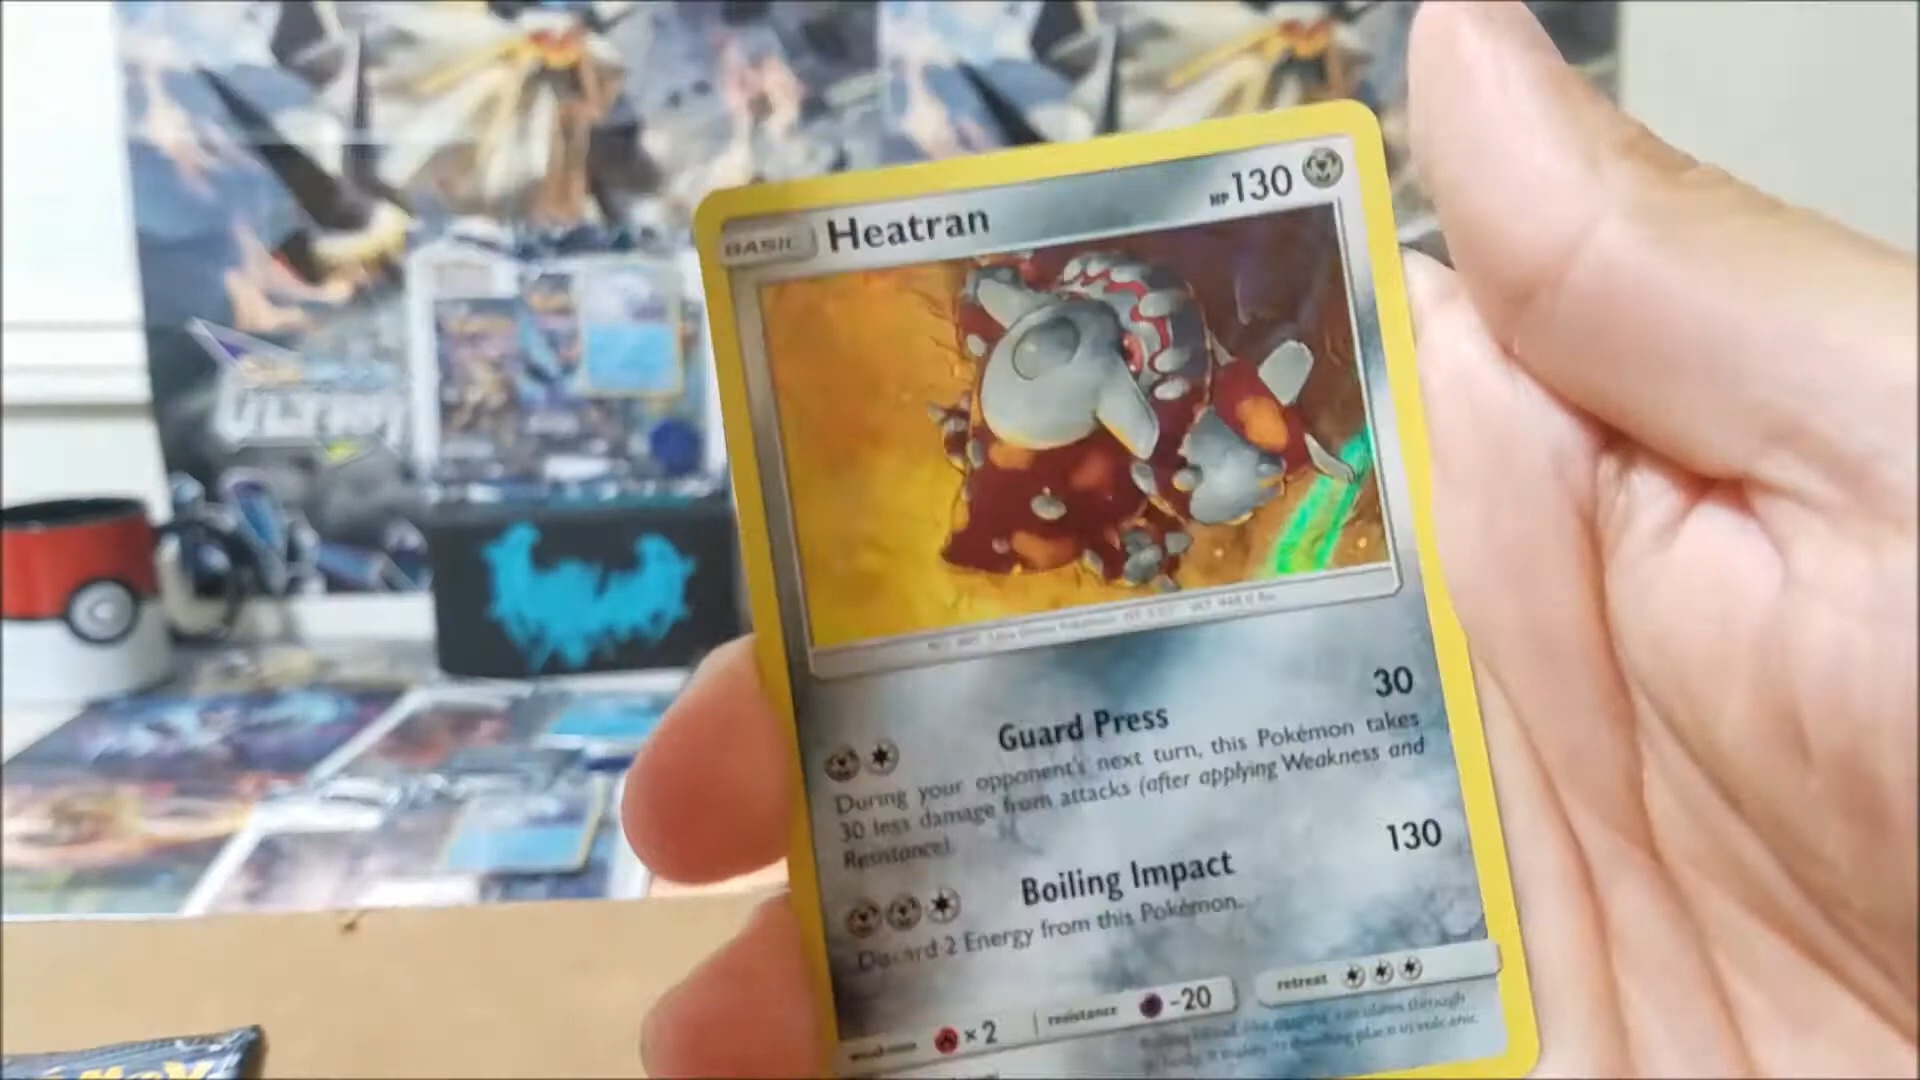 BASIC Heatran HP 130
Guard Press 30
During your opponent's next turn, this Pokémon takes
30 less damage from attacks (after applying Weakness and
Resistance).
Boiling Impact 130
Discard 2 Energy from this Pokémon.
weakness ×2 resistance -20 retreat
ULTRA